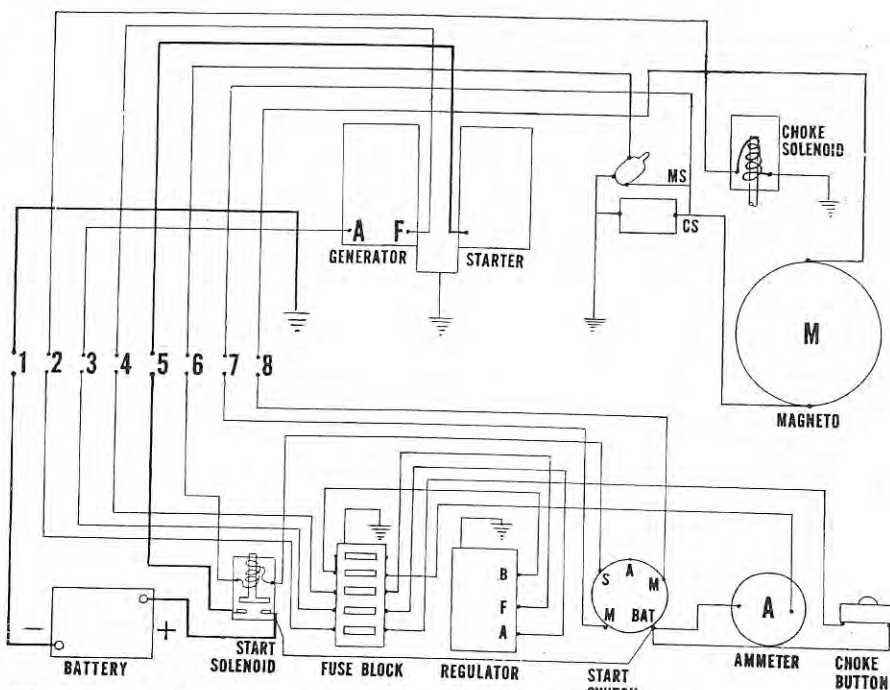 CHOKE
SOLENOID
MS
CS
A F
GENERATOR
STARTER
M
MAGNETO
1 2 3 4 5 6 7 8
S A M
M BAT
B
F
A
A
− +
BATTERY
START
SOLENOID
FUSE BLOCK
REGULATOR
START
AMMETER
CHOKE
BUTTON